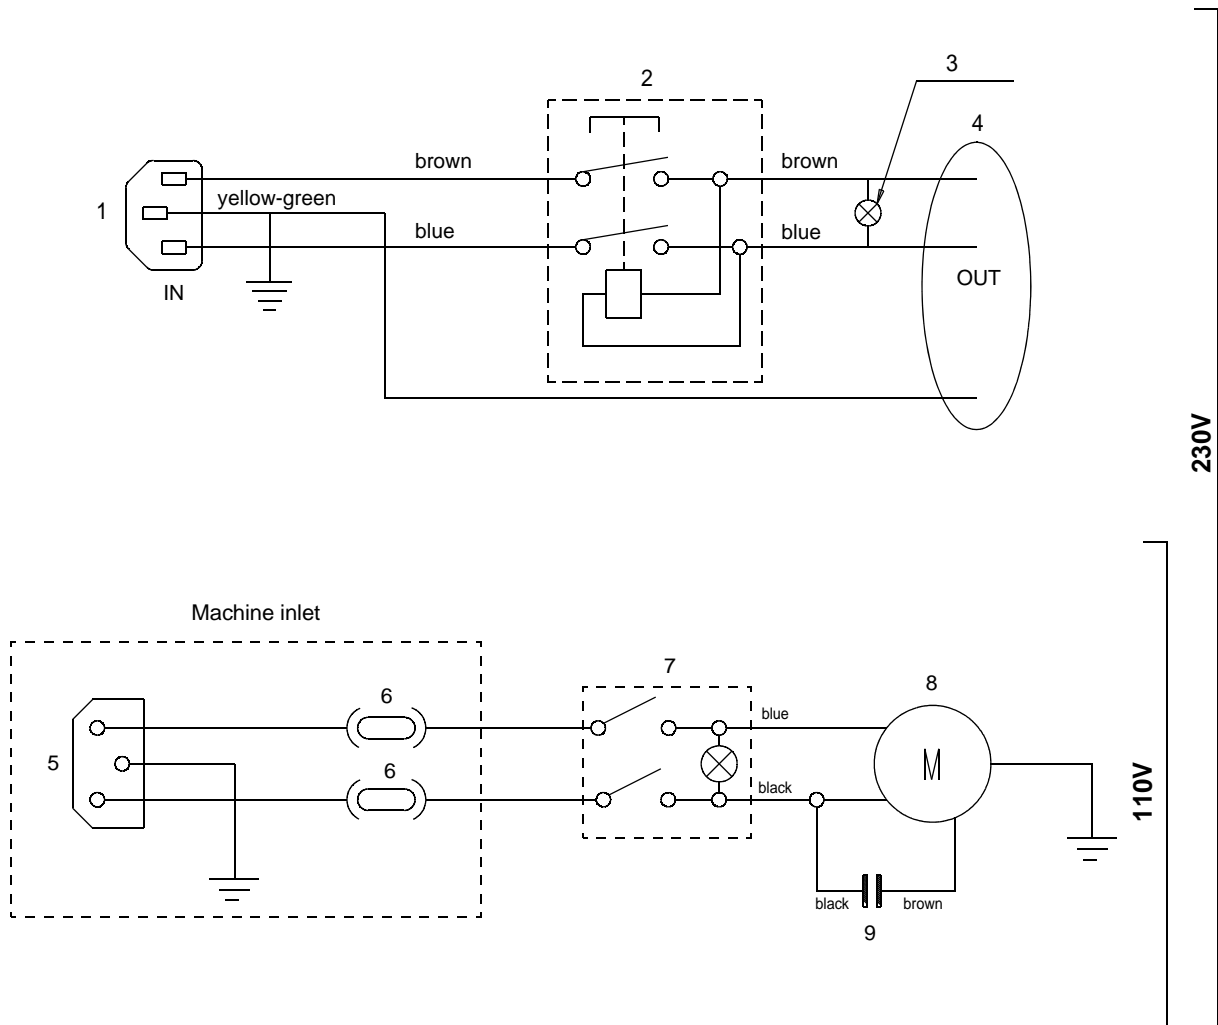 3
2
4
brown
brown
yellow-green
1
blue
blue
IN
OUT
230V
Machine inlet
7
6
8
blue
5
6
M
black
110V
black
brown
9